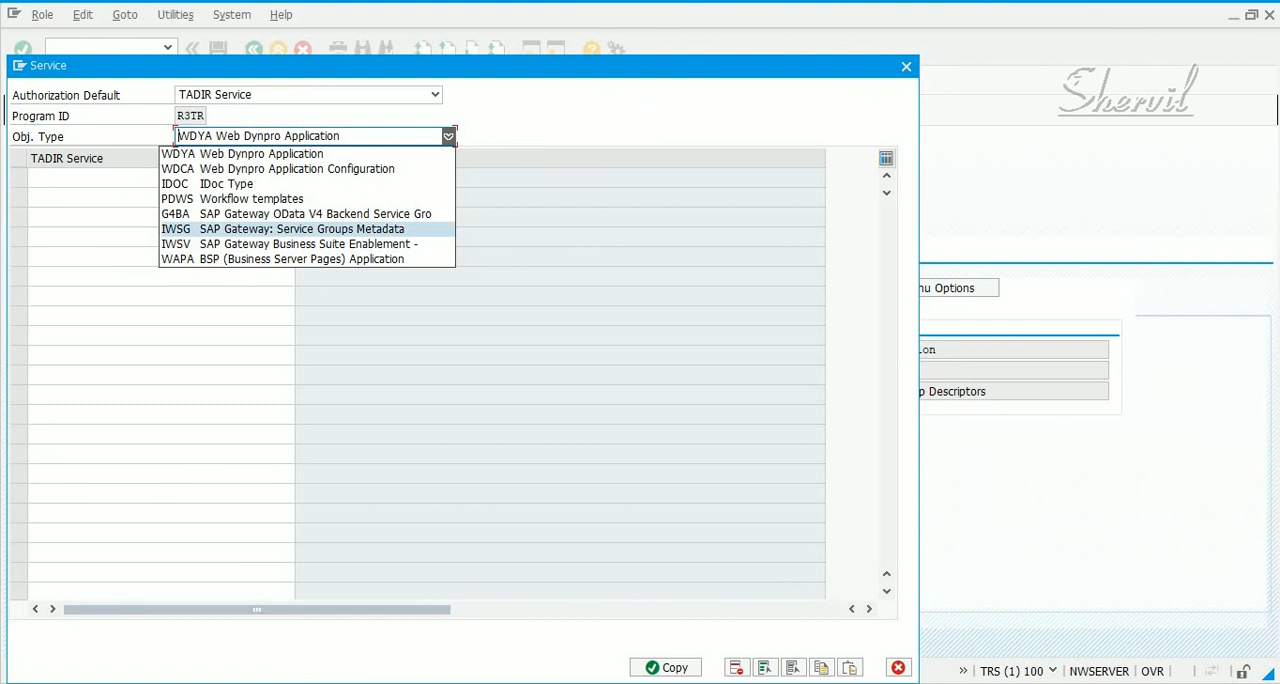 Role Edit Goto Utilities System Help
Service
Shervil
Authorization Default TADIR Service
Program ID R3TR
Obj. Type WDYA Web Dynpro Application
TADIR Service
WDYA Web Dynpro Application
WDCA Web Dynpro Application Configuration
IDOC IDoc Type
PDWS Workflow templates
G4BA SAP Gateway OData V4 Backend Service Gro
IWSG SAP Gateway: Service Groups Metadata
IWSV SAP Gateway Business Suite Enablement -
WAPA BSP (Business Server Pages) Application
nu Options
ion
p Descriptors
Copy
TRS (1) 100 NWSERVER OVR